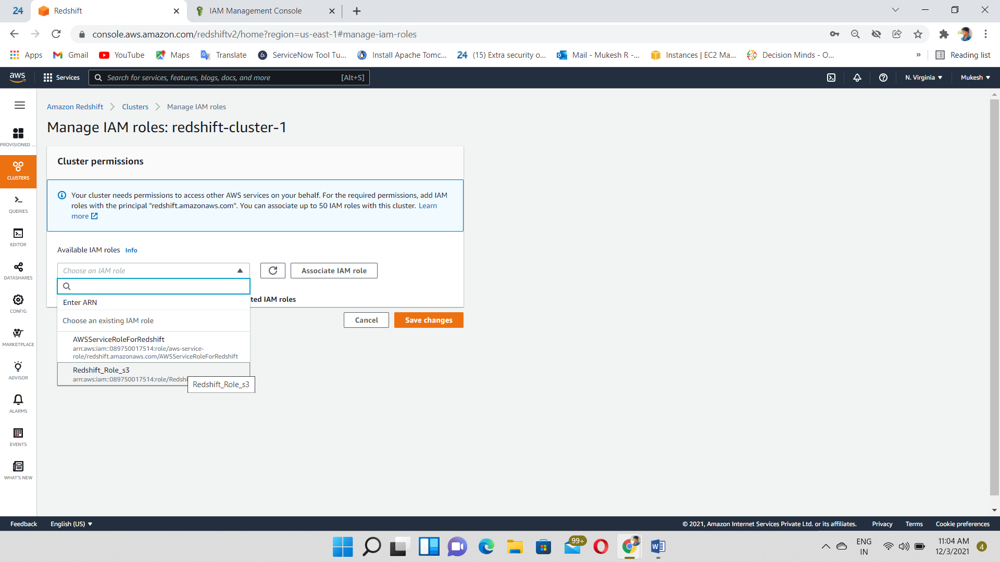 24
Redshift
IAM Management Console
console.aws.amazon.com/redshiftv2/home?region=us-east-1#manage-iam-roles
Apps
Gmail
YouTube
Maps
Translate
ServiceNow Tool Tu...
Install Apache Tomc...
24 (15) Extra security o...
Mail - Mukesh R -...
Instances | EC2 Ma...
Decision Minds - O...
»
Reading list
aws
Services
Search for services, features, blogs, docs, and more [Alt+S]
N. Virginia
Mukesh
Amazon Redshift
Clusters
Manage IAM roles
Manage IAM roles: redshift-cluster-1
PROVISIONED ...
CLUSTERS
QUERIES
EDITOR
DATASHARES
CONFIG
MARKETPLACE
ADVISOR
ALARMS
EVENTS
WHAT'S NEW
Cluster permissions
Your cluster needs permissions to access other AWS services on your behalf. For the required permissions, add IAM
roles with the principal "redshift.amazonaws.com". You can associate up to 50 IAM roles with this cluster. Learn
more
Available IAM roles Info
Choose an IAM role
Associate IAM role
Enter ARN
ted IAM roles
Choose an existing IAM role
Cancel
Save changes
AWSServiceRoleForRedshift
arn:aws:iam::089750017514:role/aws-service-
role/redshift.amazonaws.com/AWSServiceRoleForRedshift
Redshift_Role_s3
arn:aws:iam::089750017514:role/Redshi
Redshift_Role_s3
Feedback
English (US)
© 2021, Amazon Internet Services Private Ltd. or its affiliates.
Privacy
Terms
Cookie preferences
99+
ENG
IN
11:04 AM
12/3/2021
4